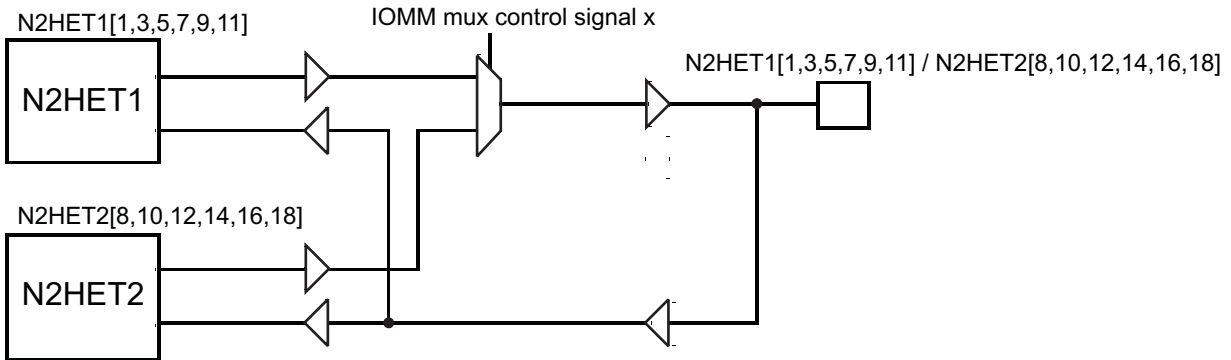 N2HET1[1,3,5,7,9,11]
IOMM mux control signal x
N2HET1[1,3,5,7,9,11] / N2HET2[8,10,12,14,16,18]
N2HET1
N2HET2[8,10,12,14,16,18]
N2HET2